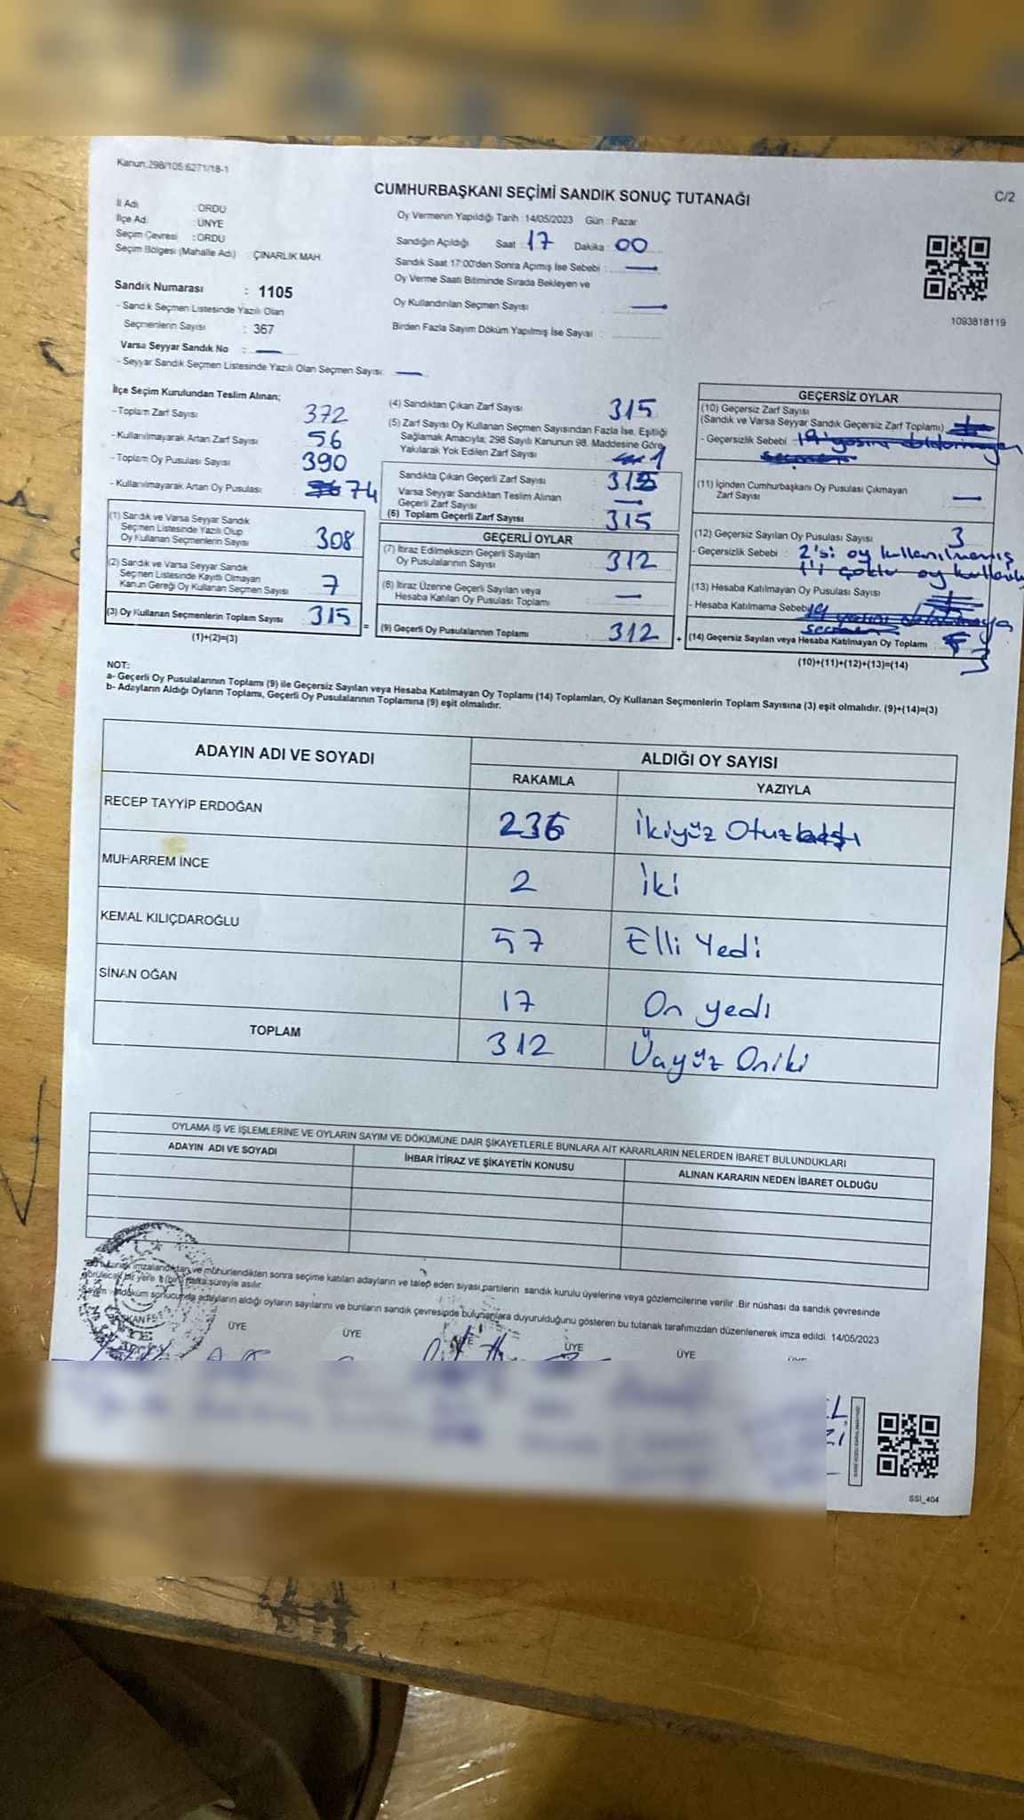 Kanun:298/105;6271/18-1
CUMHURBAŞKANI SEÇİMİ SANDIK SONUÇ TUTANAĞI
C/2
İl Adı :ORDU
İlçe Ad. :ÜNYE
Seçim Çevresi :ORDU
Seçim Bölgesi (Mahalle Adı) : ÇINARLIK MAH.
Oy Vermenin Yapıldığı Tarih :14/05/2023 Gün : Pazar
Sandığın Açıldığı Saat : 17 Dakika : 00
Sandık Saat 17:00'den Sonra Açımış İse Sebebi :
Oy Verme Saati Bitiminde Sırada Bekleyen ve
Oy Kullandırılan Seçmen Sayısı :
Birden Fazla Sayım Döküm Yapılmış İse Sayısı :
1093818119
Sandık Numarası : 1105
- Sandık Seçmen Listesinde Yazılı Olan
Seçmenlerin Sayısı : 367
Varsa Seyyar Sandık No :
- Seyyar Sandık Seçmen Listesinde Yazılı Olan Seçmen Sayısı :
İlçe Seçim Kurulundan Teslim Alınan;
- Toplam Zarf Sayısı 372
- Kullanılmayarak Artan Zarf Sayısı 56
- Toplam Oy Pusulası Sayısı 390
- Kullanılmayarak Artan Oy Pusulası 74
(1) Sandık ve Varsa Seyyar Sandık
Seçmen Listesinde Yazılı Olup
Oy Kullanan Seçmenlerin Sayısı 308
(2) Sandık ve Varsa Seyyar Sandık
Seçmen Listesinde Kayıtlı Olmayan
Kanun Gereği Oy Kullanan Seçmen Sayısı 7
(3) Oy Kullanan Seçmenlerin Toplam Sayısı 315
(1)+(2)=(3)
(4) Sandıktan Çıkan Zarf Sayısı 315
(5) Zarf Sayısı Oy Kullanan Seçmen Sayısından Fazla İse, Eşitliği
Sağlamak Amacıyla; 298 Sayılı Kanunun 98. Maddesine Göre
Yakılarak Yok Edilen Zarf Sayısı
Sandıkta Çıkan Geçerli Zarf Sayısı 315
Varsa Seyyar Sandıktan Teslim Alınan
Geçerli Zarf Sayısı
(6) Toplam Geçerli Zarf Sayısı 315
GEÇERLİ OYLAR
(7) İtiraz Edilmeksizin Geçerli Sayılan
Oy Pusulalarının Sayısı 312
(8) İtiraz Üzerine Geçerli Sayılan veya
Hesaba Katılan Oy Pusulası Toplamı
(9) Geçerli Oy Pusulalarının Toplamı 312
GEÇERSİZ OYLAR
(10) Geçersiz Zarf Sayısı
(Sandık ve Varsa Seyyar Sandık Geçersiz Zarf Toplamı)
- Geçersizlik Sebebi :
(11) İçinden Cumhurbaşkanı Oy Pusulası Çıkmayan
Zarf Sayısı
(12) Geçersiz Sayılan Oy Pusulası Sayısı 3
- Geçersizlik Sebebi : 2'si oy kullanılmamış
1'i çoklu oy
(13) Hesaba Katılmayan Oy Pusulası Sayısı
- Hesaba Katılmama Sebebi
(14) Geçersiz Sayılan veya Hesaba Katılmayan Oy Toplamı 3
(10)+(11)+(12)+(13)=(14)
NOT:
a- Geçerli Oy Pusulalarının Toplamı (9) ile Geçersiz Sayılan veya Hesaba Katılmayan Oy Toplamı (14) Toplamları, Oy Kullanan Seçmenlerin Toplam Sayısına (3) eşit olmalıdır. (9)+(14)=(3)
b- Adayların Aldığı Oyların Toplamı, Geçerli Oy Pusulalarının Toplamına (9) eşit olmalıdır.
ADAYIN ADI VE SOYADI ALDIĞI OY SAYISI
RAKAMLA YAZIYLA
RECEP TAYYİP ERDOĞAN 236 İkiyüz Otuz
MUHARREM İNCE 2 İki
KEMAL KILIÇDAROĞLU 57 Elli Yedi
SİNAN OĞAN 17 On yedi
TOPLAM 312 Üçyüz Oniki
OYLAMA İŞ VE İŞLEMLERİNE VE OYLARIN SAYIM VE DÖKÜMÜNE DAİR ŞİKAYETLERLE BUNLARA AİT KARARLARIN NELERDEN İBARET BULUNDUKLARI
ADAYIN ADI VE SOYADI İHBAR İTİRAZ VE ŞİKAYETİN KONUSU ALINAN KARARIN NEDEN İBARET OLDUĞU
tutanak imzalandıktan ve mühürlendikten sonra seçime katılan adayların ve talep eden siyasi partilerin sandık kurulu üyelerine veya gözlemcilerine verilir .Bir nüshası da sandık çevresinde
görülecek bir yere 1 (bir) hafta süreyle asılır.
Sayım döküm sonucunda adayların aldığı oyların sayılarını ve bunların sandık çevresinde bulunanlara duyurulduğunu gösteren bu tutanak tarafımızdan düzenlenerek imza edildi. 14/05/2023
ÜYE ÜYE ÜYE ÜYE ÜYE
SSI_404